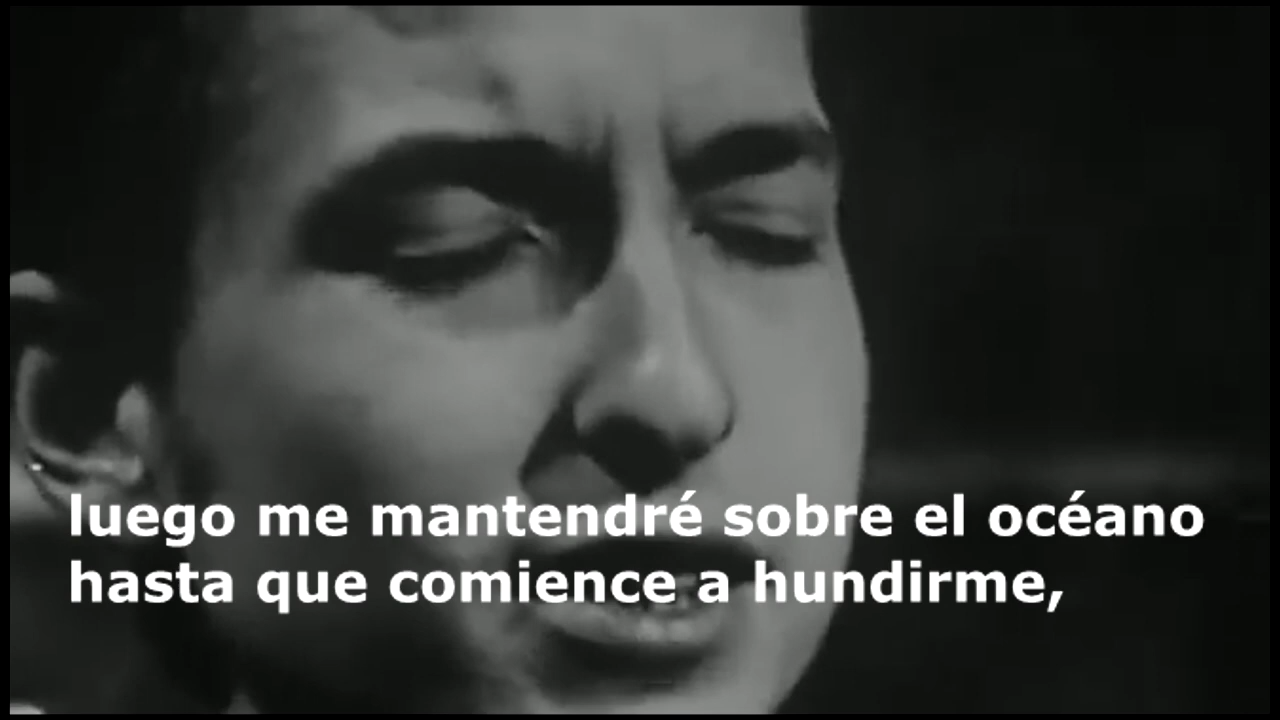 luego me mantendré sobre el océano
hasta que comience a hundirme,